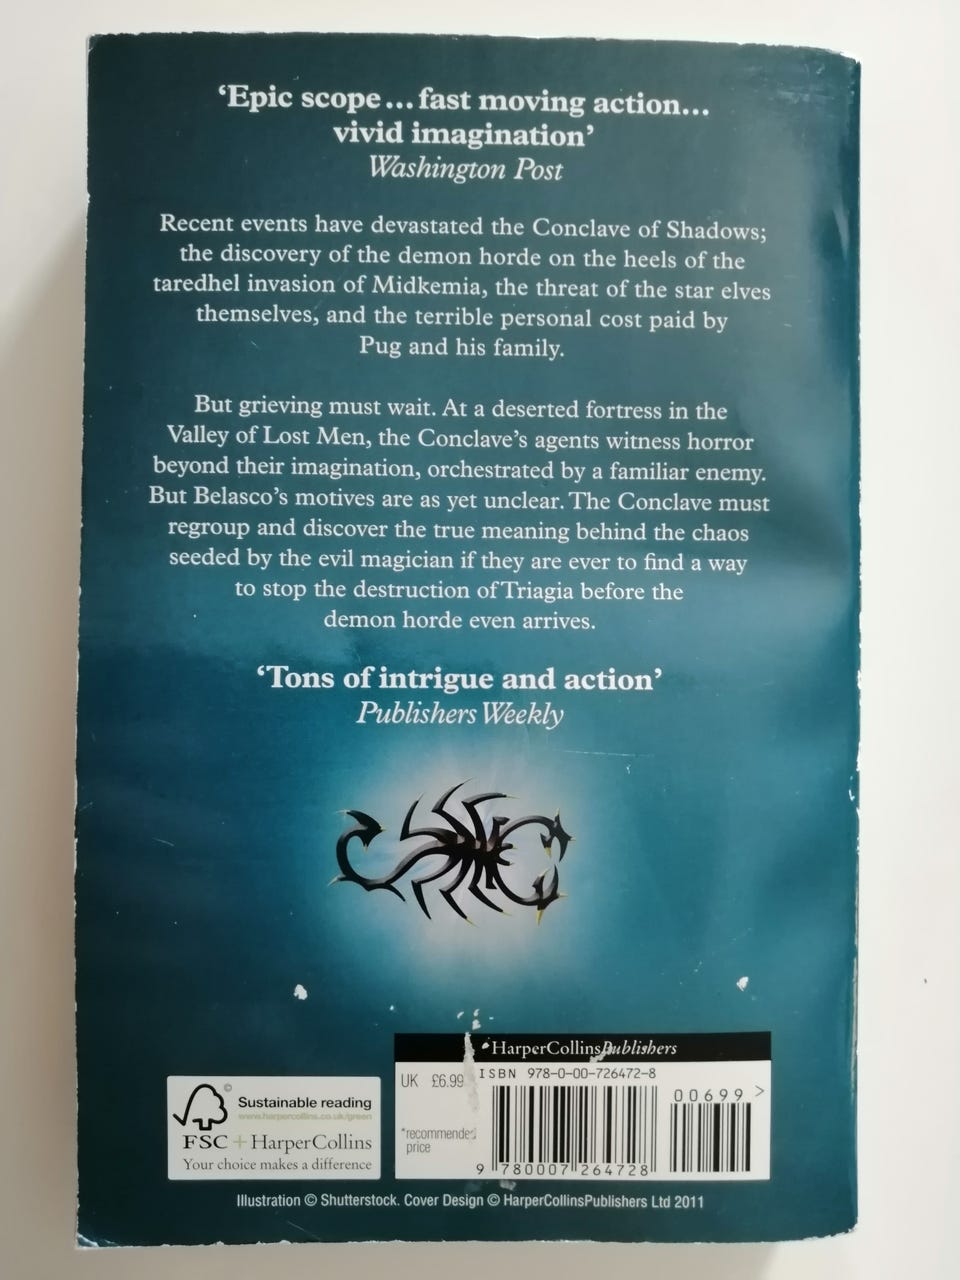 ‘Epic scope... fast moving action...
vivid imagination’
Washington Post
Recent events have devastated the Conclave of Shadows;
the discovery of the demon horde on the heels of the
taredhel invasion of Midkemia, the threat of the star elves
themselves, and the terrible personal cost paid by
Pug and his family.
But grieving must wait. At a deserted fortress in the
Valley of Lost Men, the Conclave’s agents witness horror
beyond their imagination, orchestrated by a familiar enemy.
But Belasco’s motives are as yet unclear. The Conclave must
regroup and discover the true meaning behind the chaos
seeded by the evil magician if they are ever to find a way
to stop the destruction of Triagia before the
demon horde even arrives.
‘Tons of intrigue and action’
Publishers Weekly
HarperCollinsPublishers
UK £6.99
ISBN 978-0-00-726472-8
00699 >
*recommended
price
9 780007 264728
©
Sustainable reading
www.harpercollins.co.uk/green
FSC + HarperCollins
Your choice makes a difference
Illustration © Shutterstock. Cover Design © HarperCollinsPublishers Ltd 2011